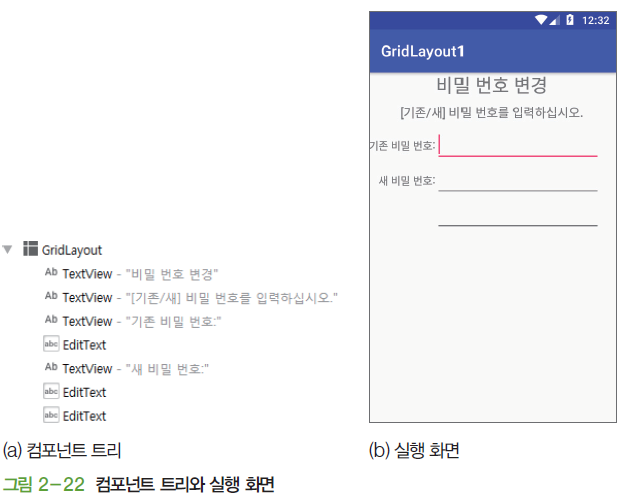 12:32
GridLayout1
비밀 번호 변경
[기존/새] 비밀 번호를 입력하십시오.
기존 비밀 번호:
새 비밀 번호:
GridLayout
Ab TextView - "비밀 번호 변경"
Ab TextView - "[기존/새] 비밀 번호를 입력하십시오."
Ab TextView - "기존 비밀 번호:"
abc EditText
Ab TextView - "새 비밀 번호:"
abc EditText
abc EditText
(a) 컴포넌트 트리
(b) 실행 화면
그림 2-22 컴포넌트 트리와 실행 화면